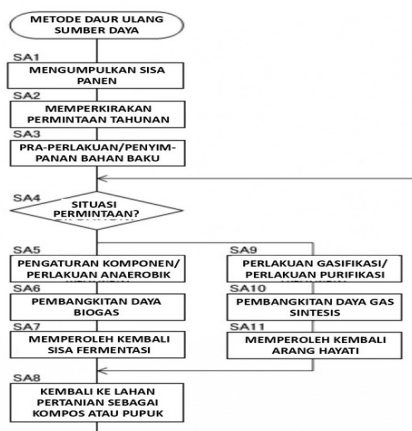 METODE DAUR ULANG
SUMBER DAYA
SA1
MENGUMPULKAN SISA
PANEN
SA2
MEMPERKIRAKAN
PERMINTAAN TAHUNAN
SA3
PRA-PERLAKUAN/PENYIM-
PANAN BAHAN BAKU
SA4
SITUASI
PERMINTAAN?
SA5
PENGATURAN KOMPONEN/
PERLAKUAN ANAEROBIK
SA6
PEMBANGKITAN DAYA
BIOGAS
SA7
MEMPEROLEH KEMBALI
SISA FERMENTASI
SA9
PERLAKUAN GASIFIKASI/
PERLAKUAN PURIFIKASI
SA10
PEMBANGKITAN DAYA GAS
SINTESIS
SA11
MEMPEROLEH KEMBALI
ARANG HAYATI
SA8
KEMBALI KE LAHAN
PERTANIAN SEBAGAI
KOMPOS ATAU PUPUK